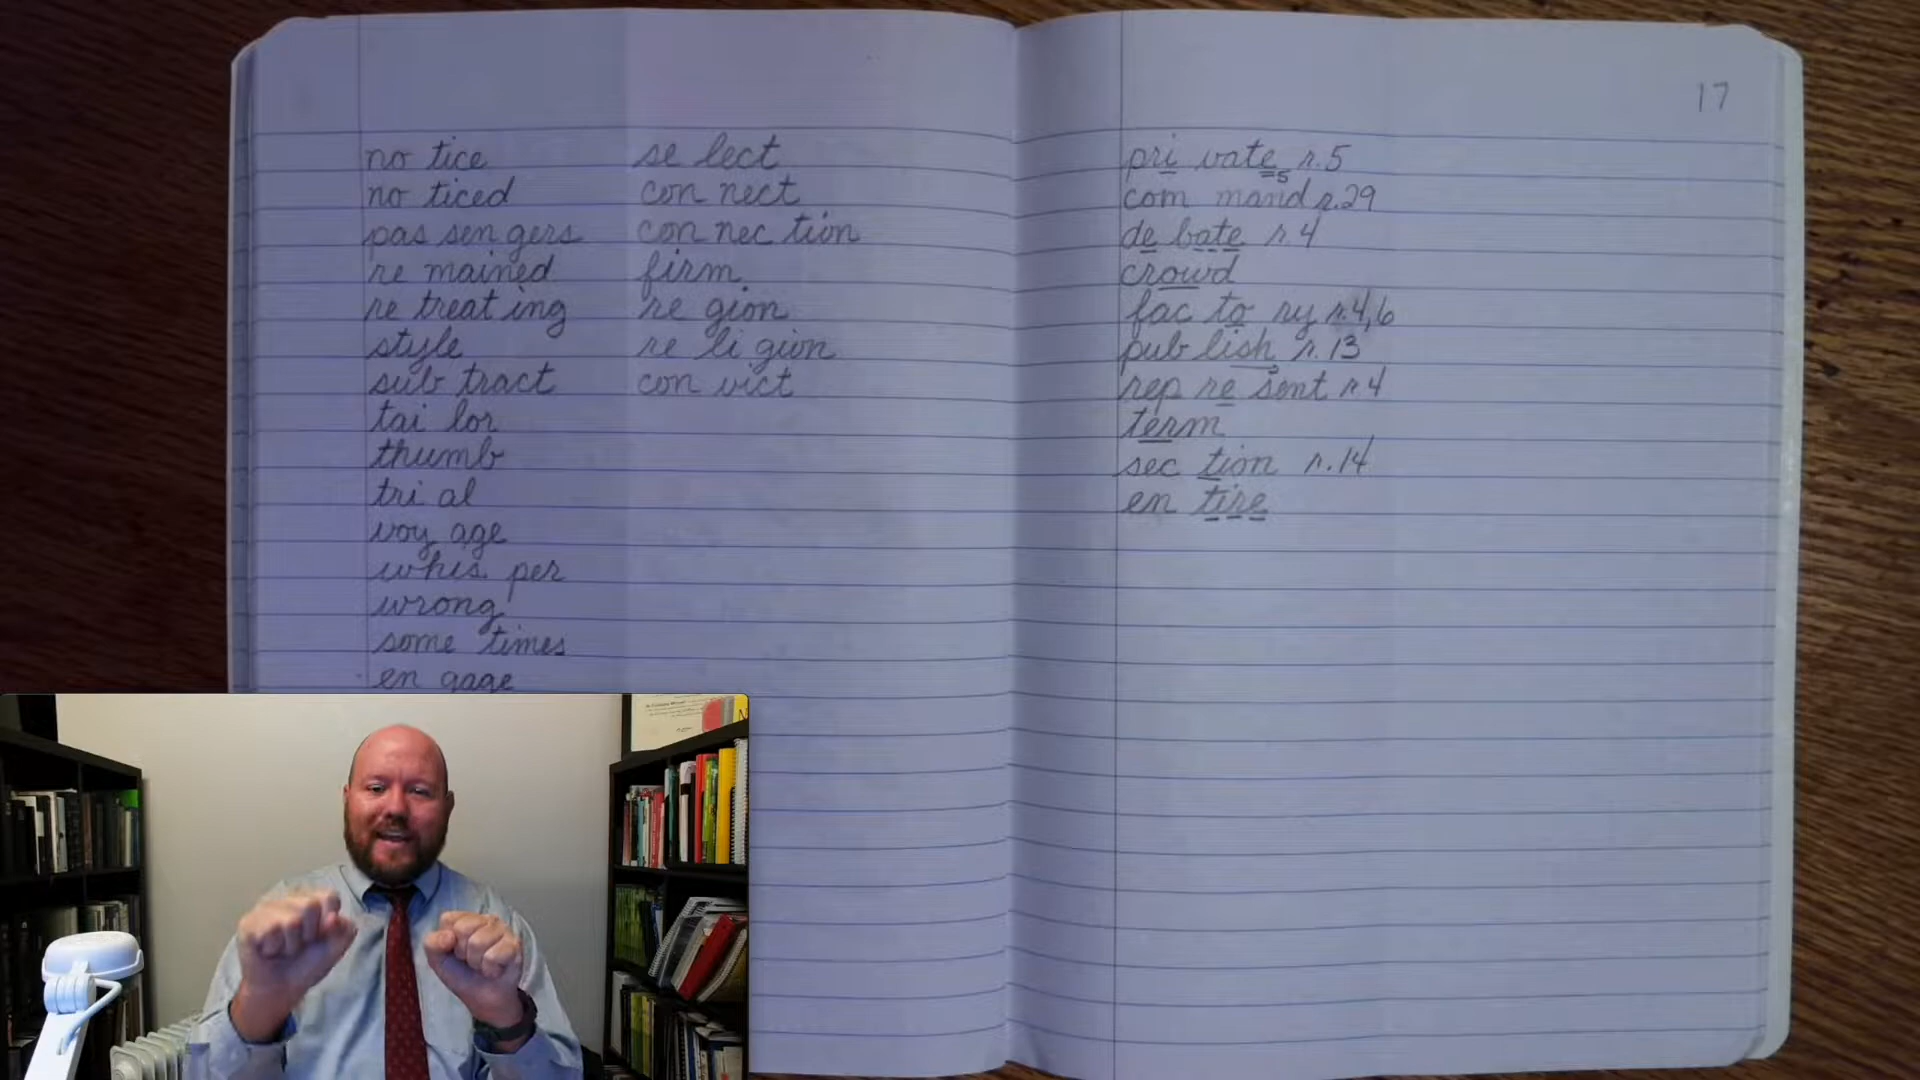 no tice
no ticed
pas sen gers
re mained
re treat ing
style
sub tract
tai lor
thumb
tri al
voy age
whis per
wrong
some times
en gage
se lect
con nect
con nec tion
firm
re gion
re li gion
con vict
17
pri vate r.5
5
com mand r.29
de bate r.4
crowd
fac to ry r.4,6
pub lish r.13
2
rep re sent r.4
term
sec tion r.14
en tire